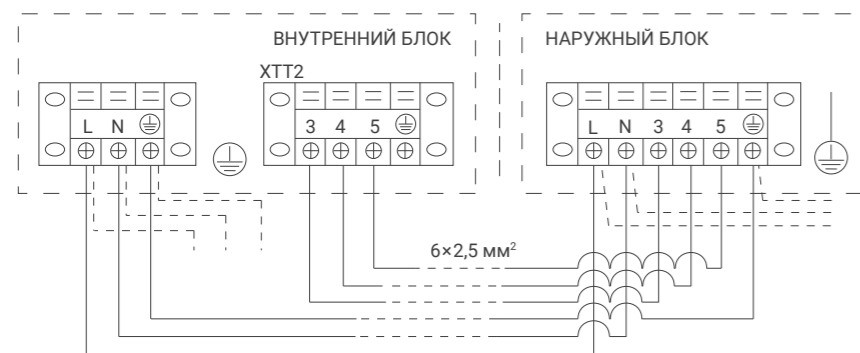 ВНУТРЕННИЙ БЛОК
НАРУЖНЫЙ БЛОК
XTT2
L N
3 4 5
L N 3 4 5
6×2,5 мм²